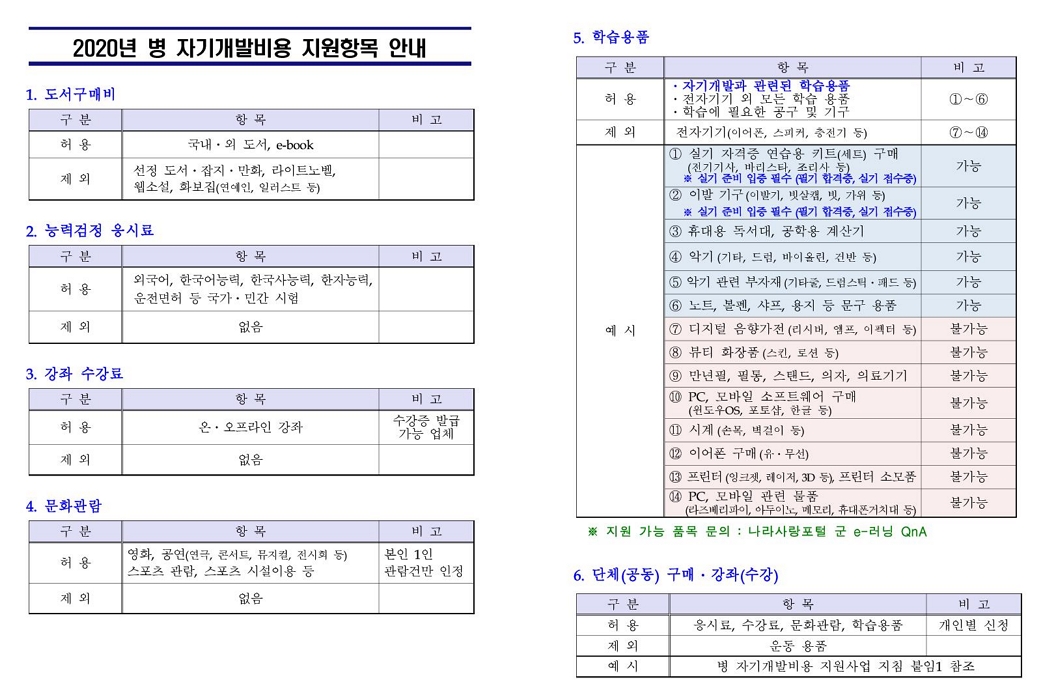 2020년 병 자기개발비용 지원항목 안내
1. 도서구매비
구 분 항 목 비 고
허 용 국내·외 도서, e-book
제 외 선정 도서·잡지·만화, 라이트노벨,
웹소설, 화보집(연예인, 일러스트 등)
2. 능력검정 응시료
구 분 항 목 비 고
허 용 외국어, 한국어능력, 한국사능력, 한자능력,
운전면허 등 국가·민간 시험
제 외 없음
3. 강좌 수강료
구 분 항 목 비 고
허 용 온·오프라인 강좌 수강증 발급
가능 업체
제 외 없음
4. 문화관람
구 분 항 목 비 고
허 용 영화, 공연(연극, 콘서트, 뮤지컬, 전시회 등) 본인 1인
스포츠 관람, 스포츠 시설이용 등 관람건만 인정
제 외 없음
5. 학습용품
구 분 항 목 비 고
·자기개발과 관련된 학습용품
허 용 ·전자기기 외 모든 학습 용품 ①~⑥
·학습에 필요한 공구 및 기구
제 외 전자기기(이어폰, 스피커, 충전기 등) ⑦~⑭
예 시
① 실기 자격증 연습용 키트(세트) 구매 가능
(전기기사, 바리스타, 조리사 등)
※ 실기 준비 입증 필수 (필기 합격증, 실기 접수증)
② 이발 기구(이발기, 빗살캡, 빗, 가위 등) 가능
※ 실기 준비 입증 필수 (필기 합격증, 실기 접수증)
③ 휴대용 독서대, 공학용 계산기 가능
④ 악기(기타, 드럼, 바이올린, 건반 등) 가능
⑤ 악기 관련 부자재(기타줄, 드럼스틱·패드 등) 가능
⑥ 노트, 볼펜, 샤프, 용지 등 문구 용품 가능
⑦ 디지털 음향가전(리시버, 앰프, 이펙터 등) 불가능
⑧ 뷰티 화장품(스킨, 로션 등) 불가능
⑨ 만년필, 필통, 스탠드, 의자, 의료기기 불가능
⑩ PC, 모바일 소프트웨어 구매 불가능
(윈도우OS, 포토샵, 한글 등)
⑪ 시계(손목, 벽걸이 등) 불가능
⑫ 이어폰 구매(유·무선) 불가능
⑬ 프린터(잉크젯, 레이저, 3D 등), 프린터 소모품 불가능
⑭ PC, 모바일 관련 물품 불가능
(라즈베리파이, 아두이노, 메모리, 휴대폰거치대 등)
※ 지원 가능 품목 문의 : 나라사랑포털 군 e-러닝 QnA
6. 단체(공동) 구매·강좌(수강)
구 분 항 목 비 고
허 용 응시료, 수강료, 문화관람, 학습용품 개인별 신청
제 외 운동 용품
예 시 병 자기개발비용 지원사업 지침 붙임1 참조